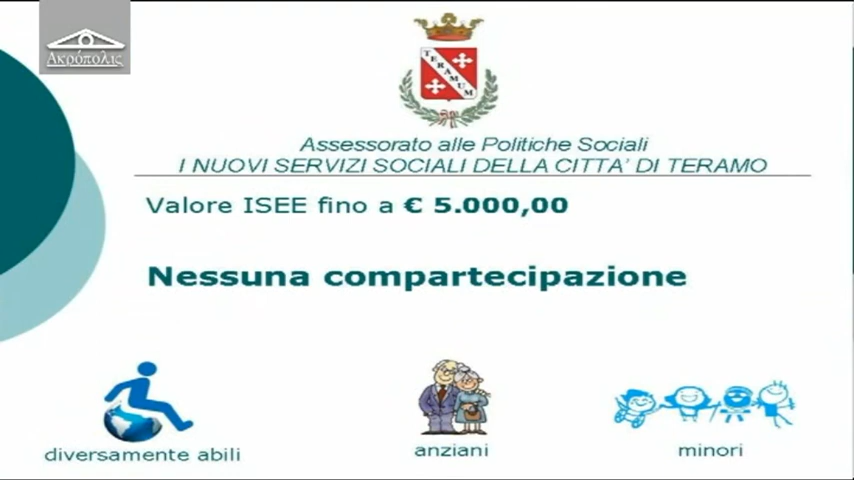 Ακρόπολις
TERAMUM
Assessorato alle Politiche Sociali
I NUOVI SERVIZI SOCIALI DELLA CITTA' DI TERAMO
Valore ISEE fino a € 5.000,00
Nessuna compartecipazione
diversamente abili
anziani
minori